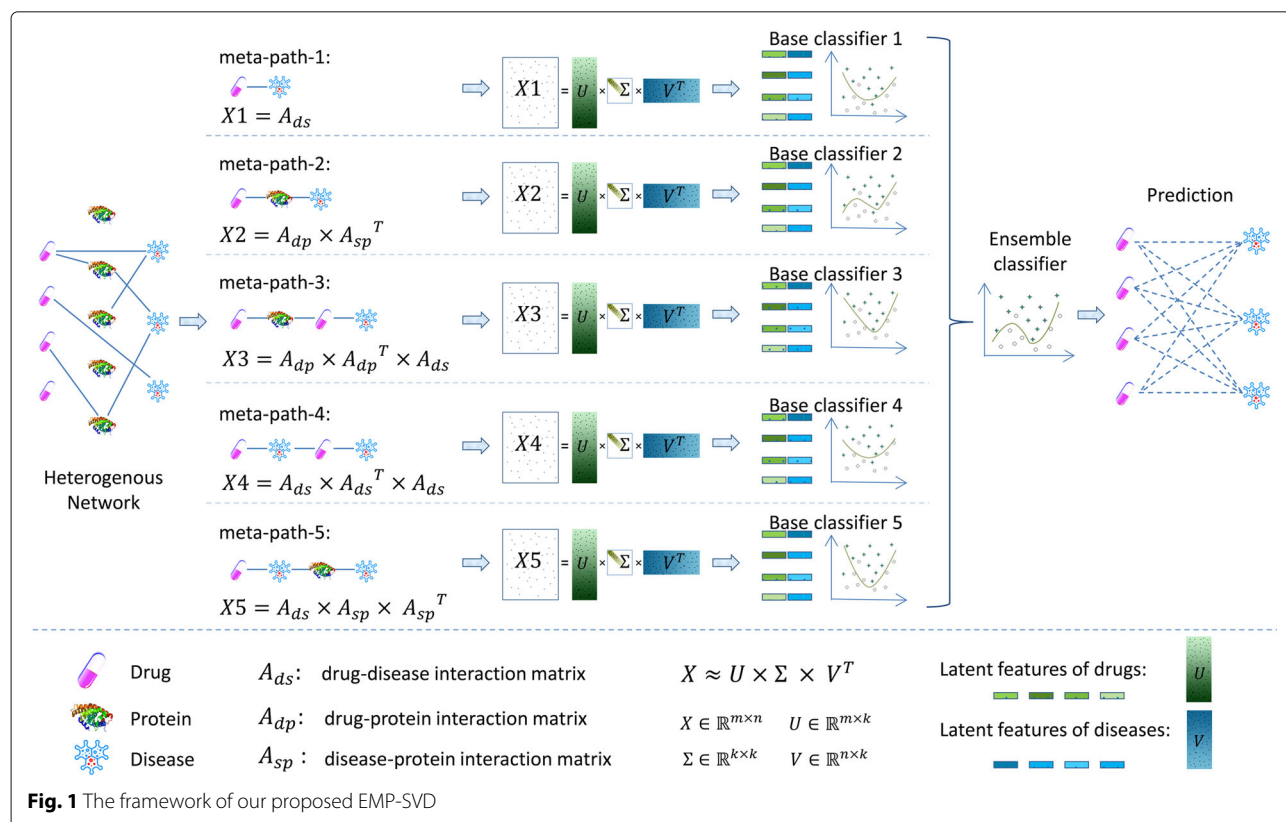 meta-path-1:
X1 = A_ds
X1 = U × Σ × V^T
Base classifier 1
meta-path-2:
X2 = A_dp × A_sp^T
X2 = U × Σ × V^T
Base classifier 2
meta-path-3:
X3 = A_dp × A_dp^T × A_ds
X3 = U × Σ × V^T
Base classifier 3
meta-path-4:
X4 = A_ds × A_ds^T × A_ds
X4 = U × Σ × V^T
Base classifier 4
meta-path-5:
X5 = A_ds × A_sp × A_sp^T
X5 = U × Σ × V^T
Base classifier 5
Heterogenous
Network
Ensemble
classifier
Prediction
Drug
Protein
Disease
A_ds: drug-disease interaction matrix
A_dp: drug-protein interaction matrix
A_sp : disease-protein interaction matrix
X ≈ U × Σ × V^T
X ∈ ℝ^{m×n} U ∈ ℝ^{m×k}
Σ ∈ ℝ^{k×k} V ∈ ℝ^{n×k}
Latent features of drugs:
U
Latent features of diseases:
V
Fig. 1 The framework of our proposed EMP-SVD